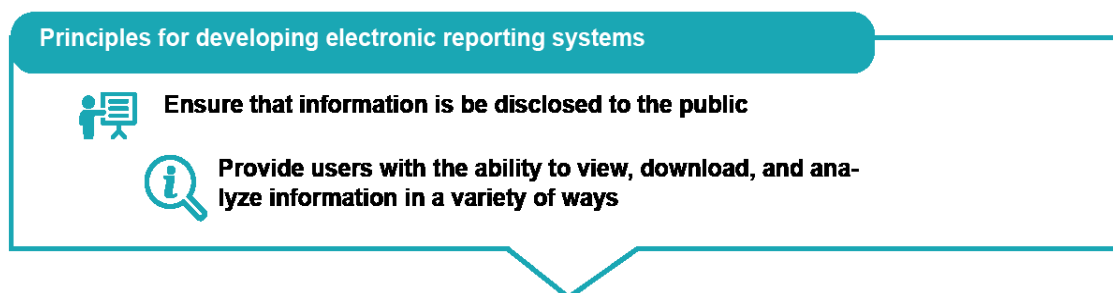 Principles for developing electronic reporting systems
Ensure that information is be disclosed to the public
Provide users with the ability to view, download, and ana-
lyze information in a variety of ways